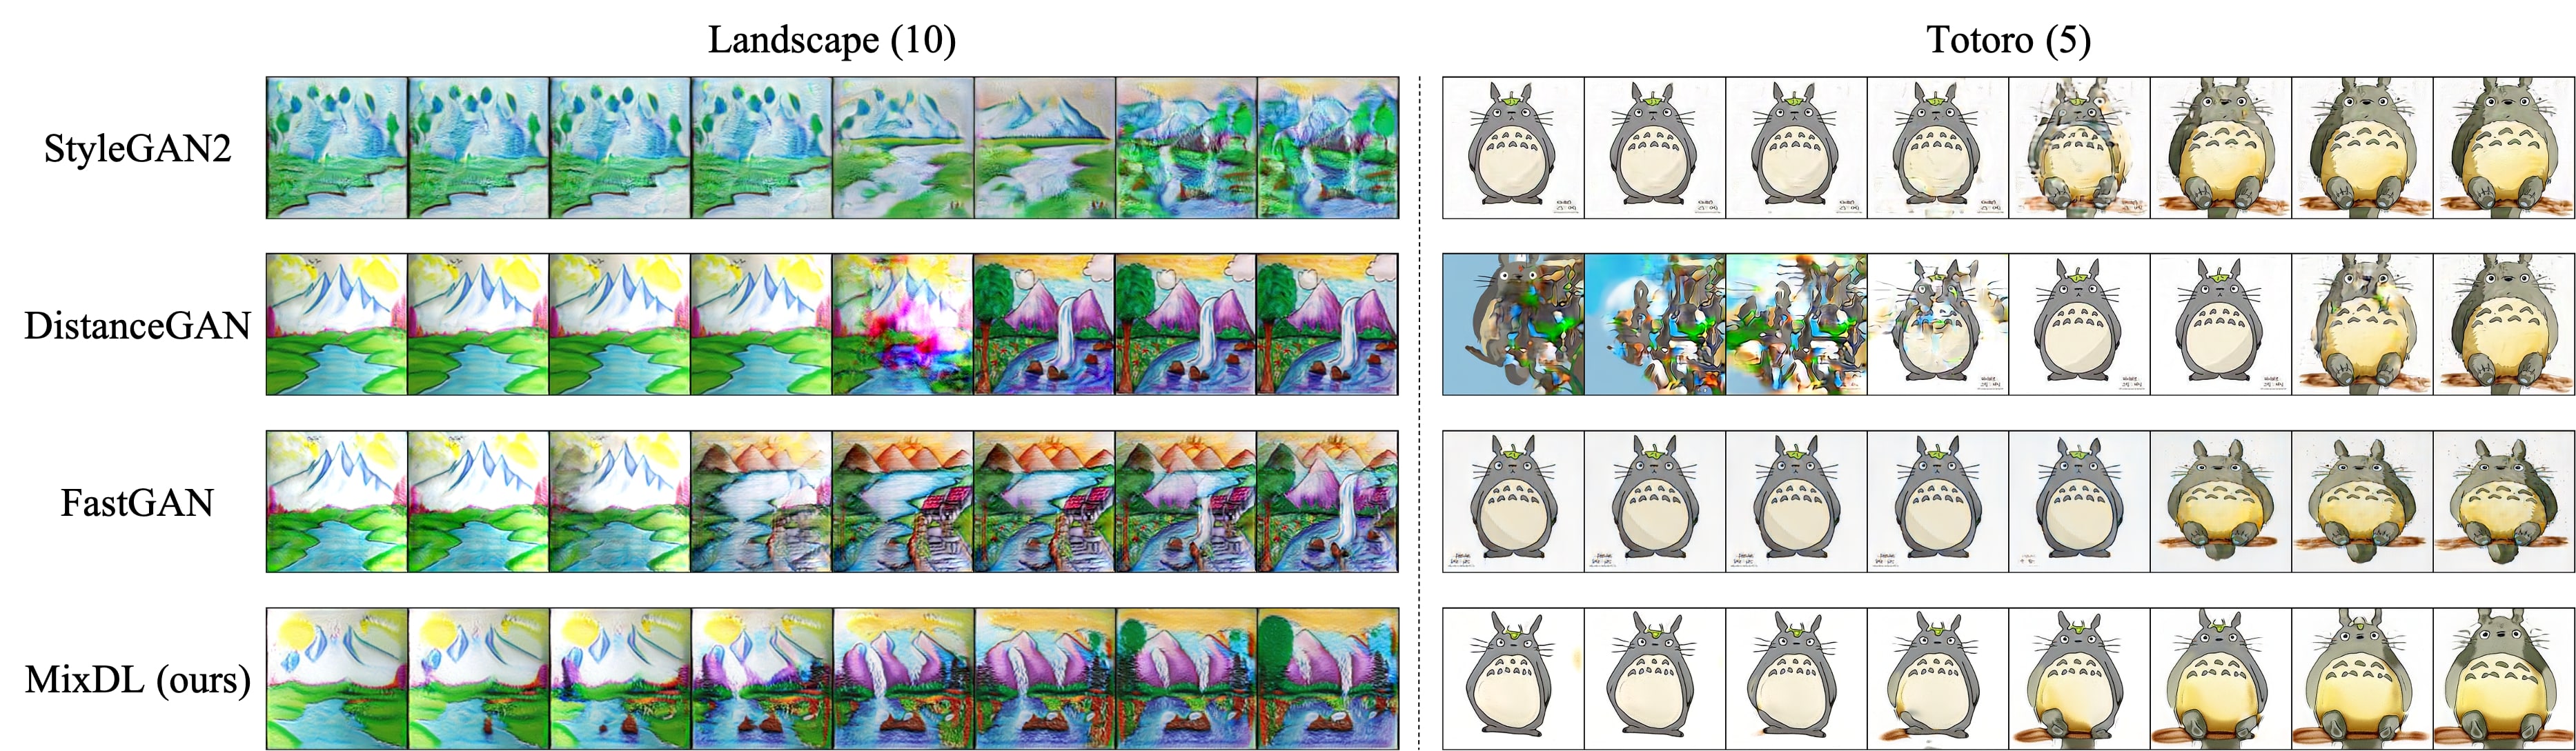 Landscape (10)
Totoro (5)
StyleGAN2
DistanceGAN
FastGAN
MixDL (ours)